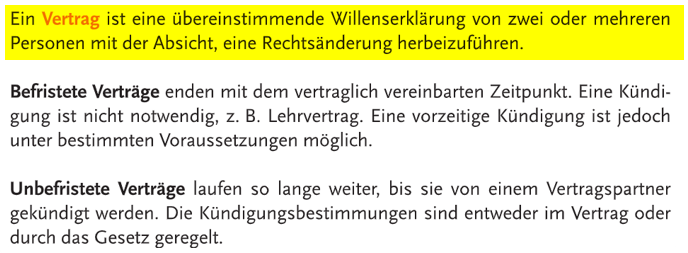 Ein Vertrag ist eine übereinstimmende Willenserklärung von zwei oder mehreren
Personen mit der Absicht, eine Rechtsänderung herbeizuführen.
Befristete Verträge enden mit dem vertraglich vereinbarten Zeitpunkt. Eine Kündi-
gung ist nicht notwendig, z. B. Lehrvertrag. Eine vorzeitige Kündigung ist jedoch
unter bestimmten Voraussetzungen möglich.
Unbefristete Verträge laufen so lange weiter, bis sie von einem Vertragspartner
gekündigt werden. Die Kündigungsbestimmungen sind entweder im Vertrag oder
durch das Gesetz geregelt.